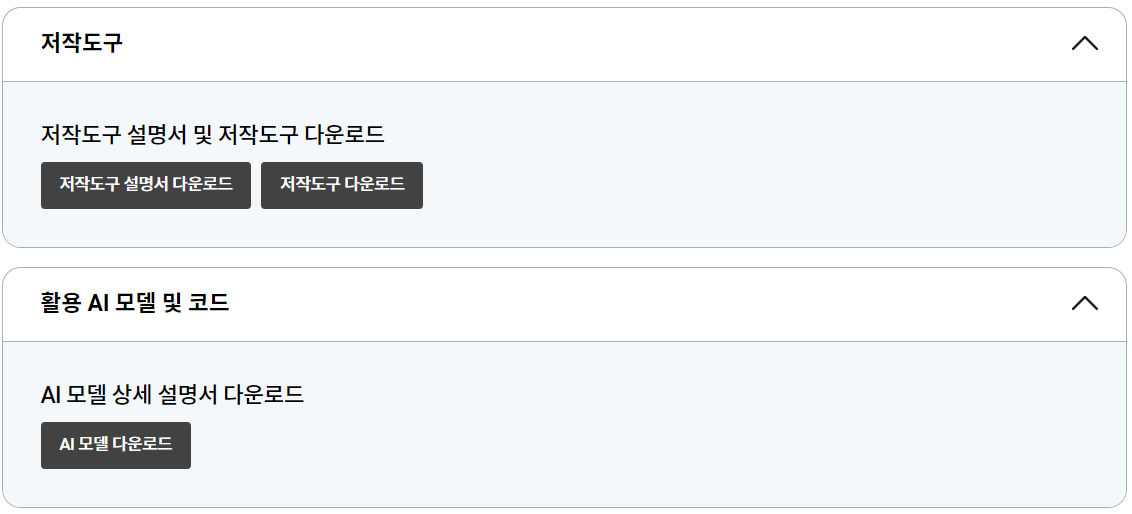 저작도구
저작도구 설명서 및 저작도구 다운로드
저작도구 설명서 다운로드 저작도구 다운로드
활용 AI 모델 및 코드
AI 모델 상세 설명서 다운로드
AI 모델 다운로드